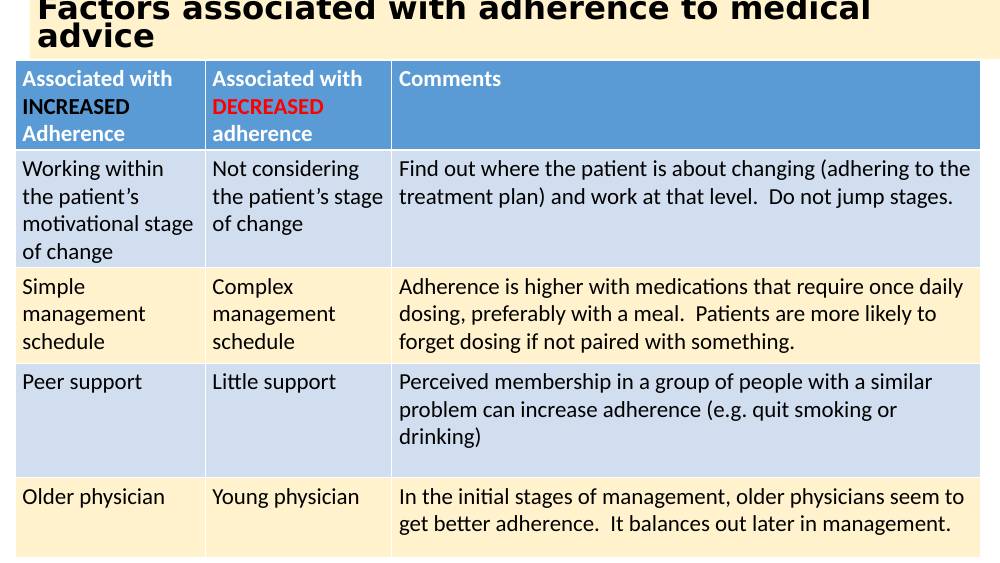 Factors associated with adherence to medical
advice
Associated with
INCREASED
Adherence
Associated with
DECREASED
adherence
Comments
Working within
the patient’s
motivational stage
of change
Not considering
the patient’s stage
of change
Find out where the patient is about changing (adhering to the
treatment plan) and work at that level.  Do not jump stages.
Simple
management
schedule
Complex
management
schedule
Adherence is higher with medications that require once daily
dosing, preferably with a meal.  Patients are more likely to
forget dosing if not paired with something.
Peer support
Little support
Perceived membership in a group of people with a similar
problem can increase adherence (e.g. quit smoking or
drinking)
Older physician
Young physician
In the initial stages of management, older physicians seem to
get better adherence.  It balances out later in management.